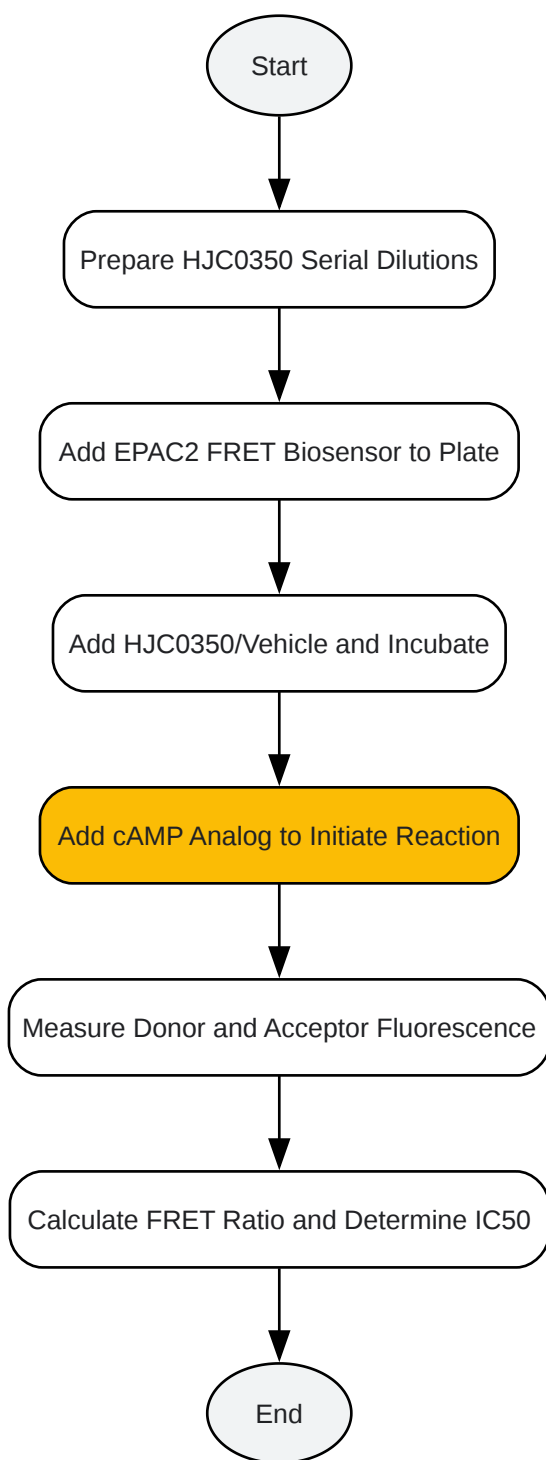 Start
Prepare HJC0350 Serial Dilutions
Add EPAC2 FRET Biosensor to Plate
Add HJC0350/Vehicle and Incubate
Add cAMP Analog to Initiate Reaction
Measure Donor and Acceptor Fluorescence
Calculate FRET Ratio and Determine IC50
End